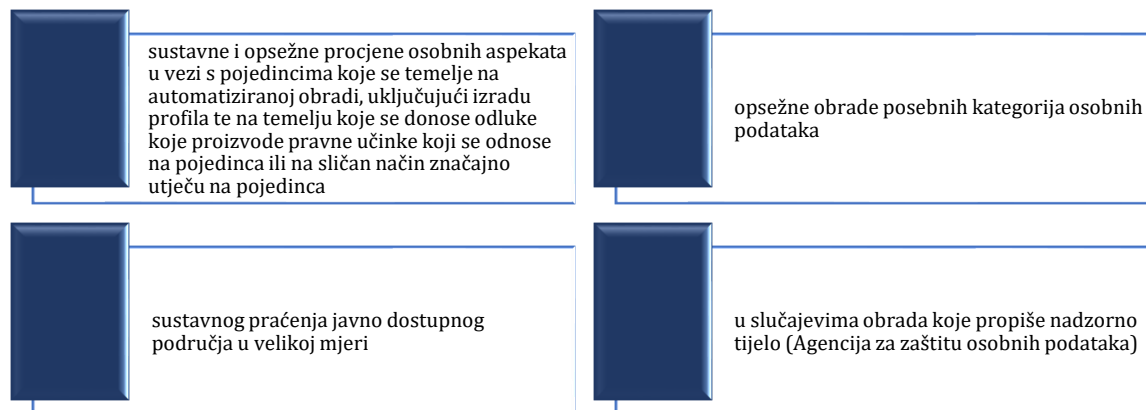 sustavne i opsežne procjene osobnih aspekata
u vezi s pojedincima koje se temelje na
automatiziranoj obradi, uključujući izradu
profila te na temelju koje se donose odluke
koje proizvode pravne učinke koji se odnose
na pojedinca ili na sličan način značajno
utječu na pojedinca
opsežne obrade posebnih kategorija osobnih
podataka
sustavnog praćenja javno dostupnog
područja u velikoj mjeri
u slučajevima obrada koje propiše nadzorno
tijelo (Agencija za zaštitu osobnih podataka)